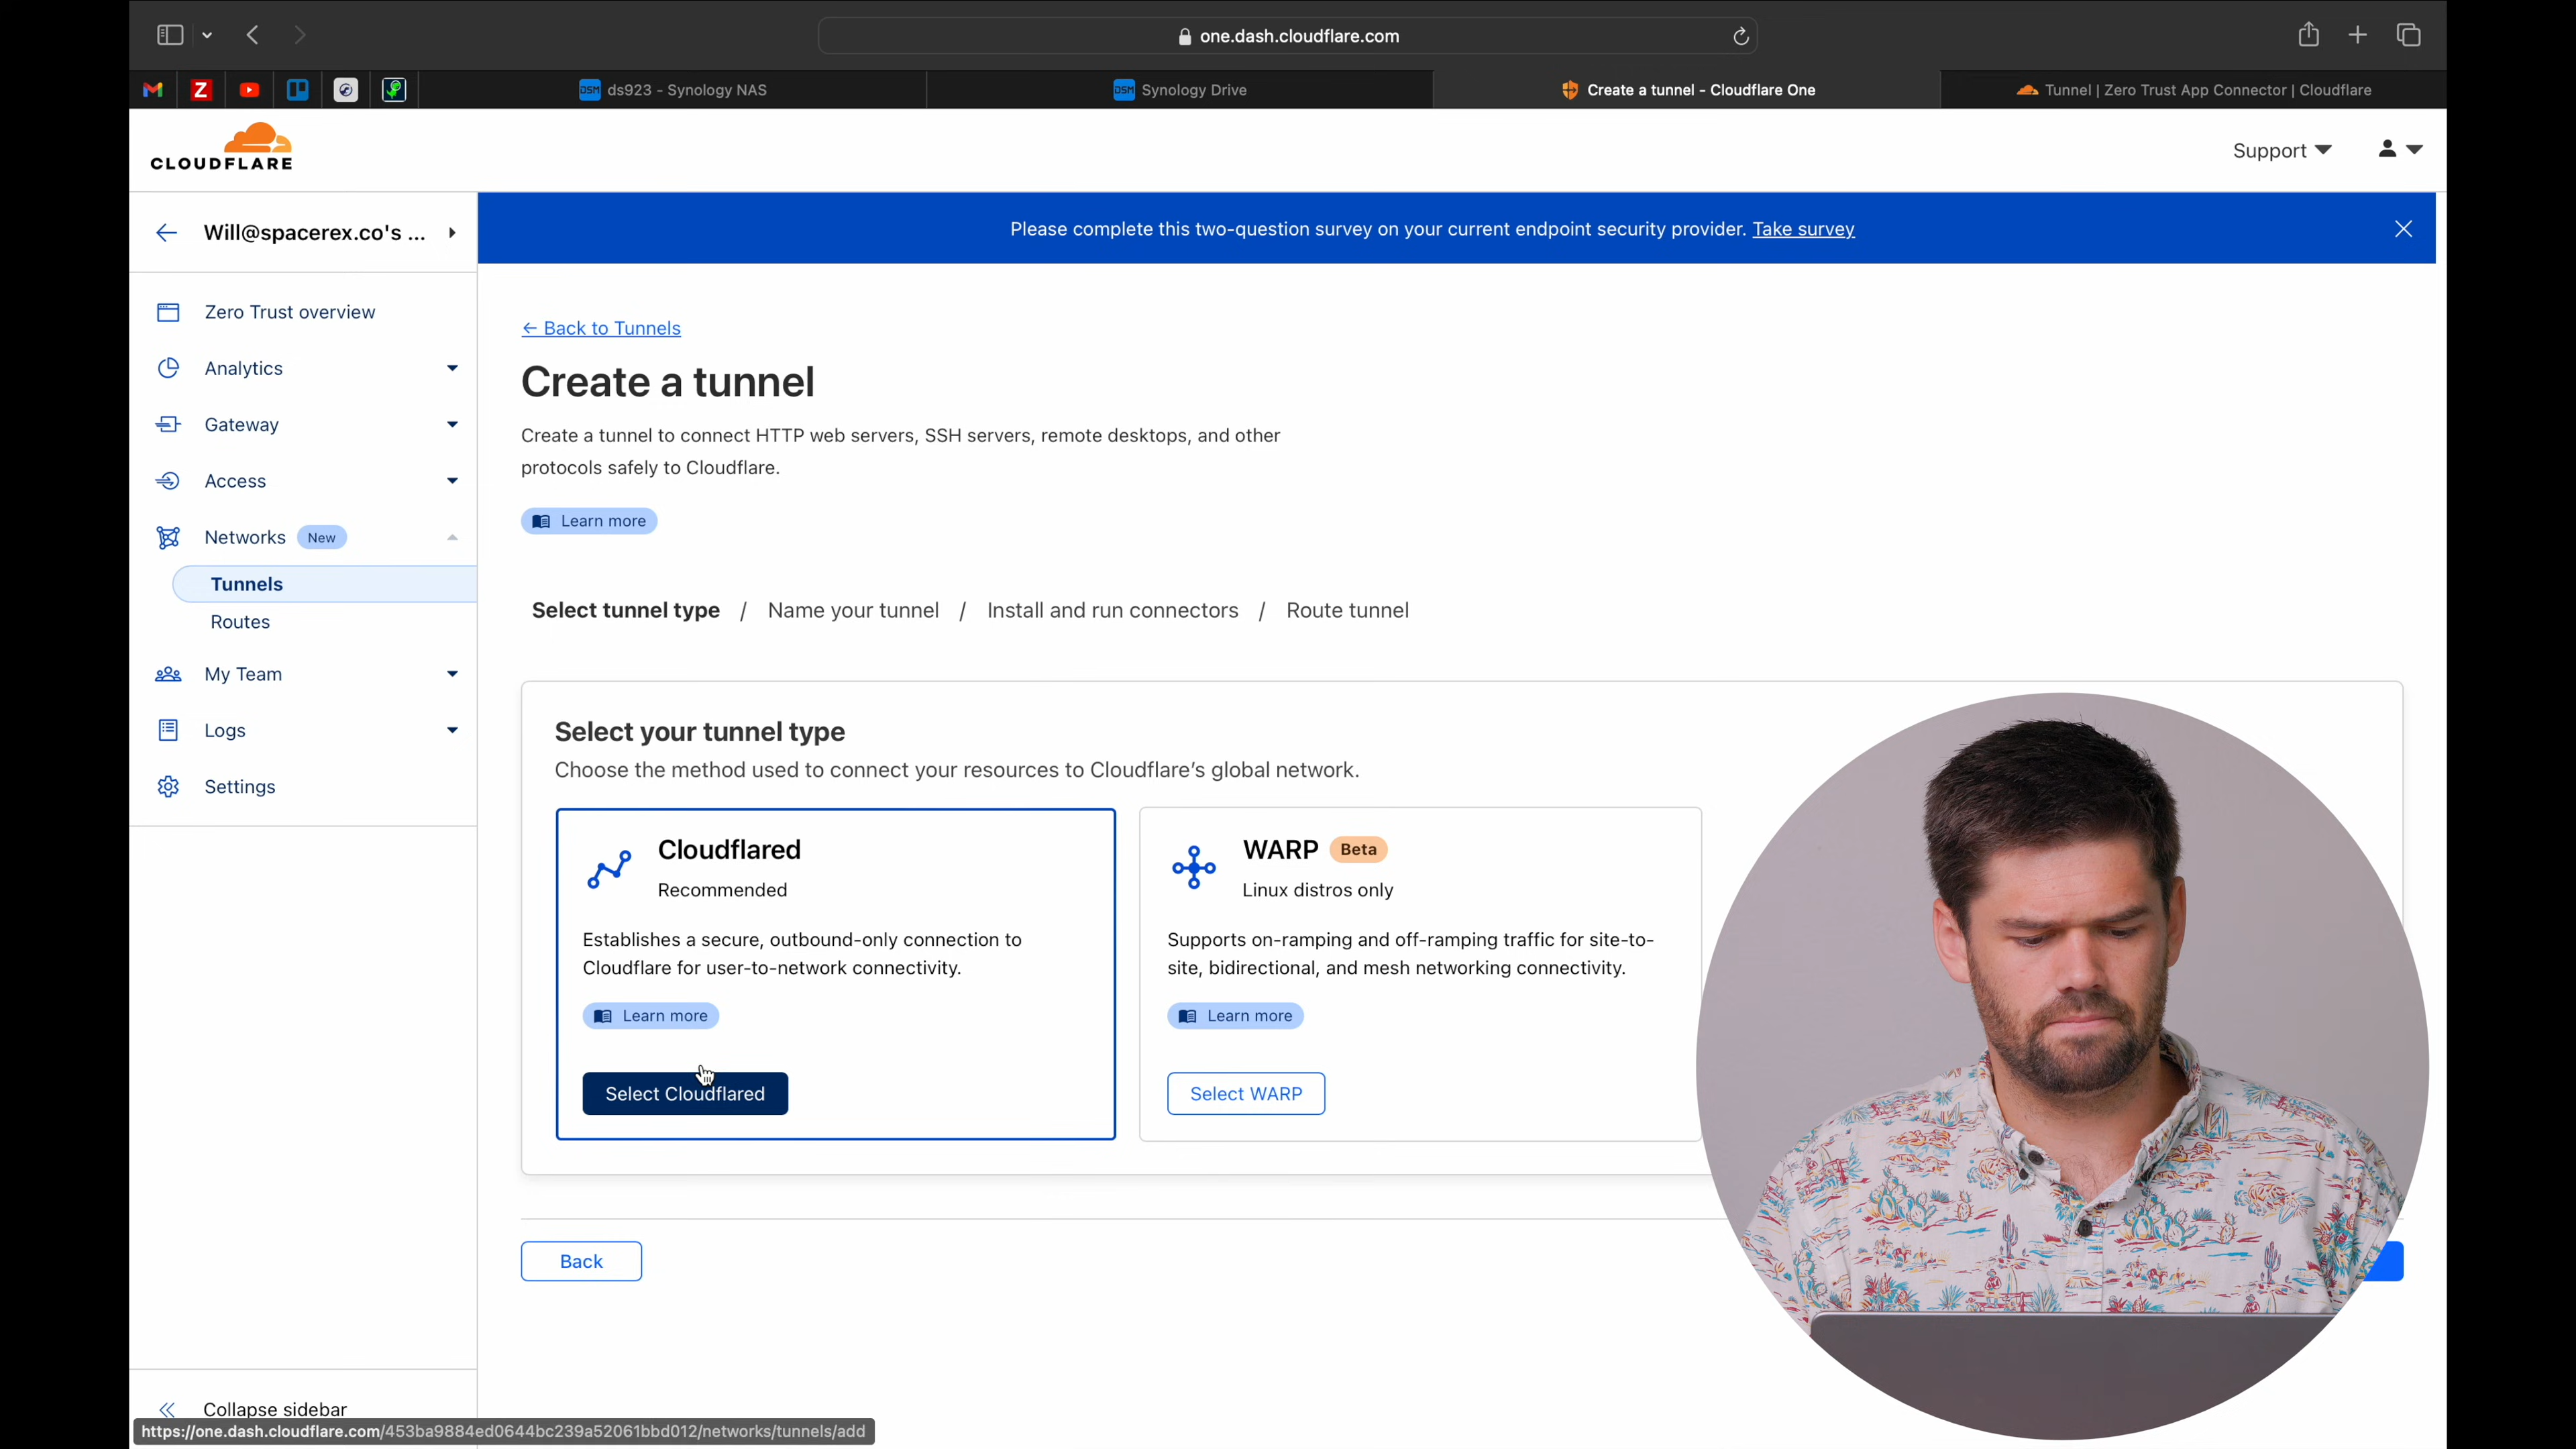 one.dash.cloudflare.com
ds923 - Synology NAS
Synology Drive
Create a tunnel - Cloudflare One
Tunnel | Zero Trust App Connector | Cloudflare
CLOUDFLARE
Support
Will@spacerex.co's ...
Please complete this two-question survey on your current endpoint security provider. Take survey
Zero Trust overview
Analytics
Gateway
Access
Networks New
Tunnels
Routes
My Team
Logs
Settings
← Back to Tunnels
Create a tunnel
Create a tunnel to connect HTTP web servers, SSH servers, remote desktops, and other
protocols safely to Cloudflare.
Learn more
Select tunnel type / Name your tunnel / Install and run connectors / Route tunnel
Select your tunnel type
Choose the method used to connect your resources to Cloudflare’s global network.
Cloudflared
Recommended
Establishes a secure, outbound-only connection to
Cloudflare for user-to-network connectivity.
Learn more
Select Cloudflared
WARP Beta
Linux distros only
Supports on-ramping and off-ramping traffic for site-to-
site, bidirectional, and mesh networking connectivity.
Learn more
Select WARP
Back
Collapse sidebar
https://one.dash.cloudflare.com/453ba9884ed0644bc239a52061bbd012/networks/tunnels/add